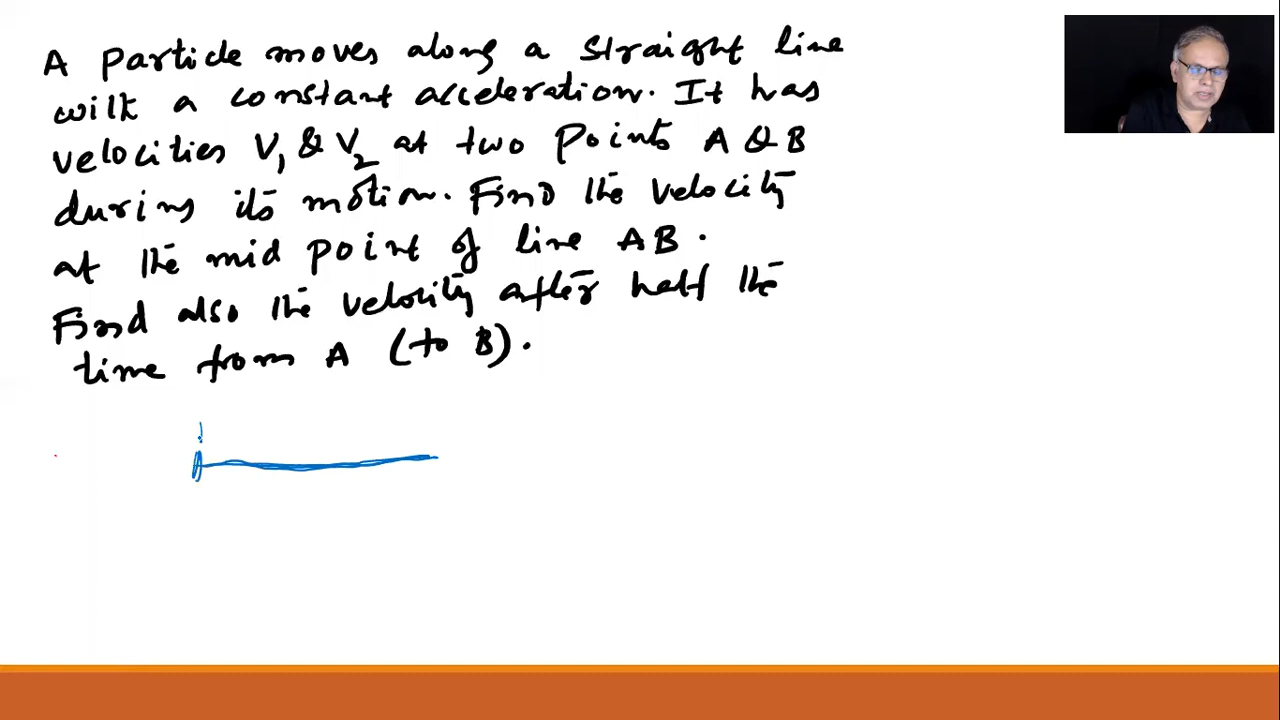 A particle moves along a straight line
with a constant acceleration. It has
velocities V₁ & V₂ at two points A & B
during its motion. Find the velocity
at the mid point of line AB.
Find also the velocity after half the
time from A (to B).